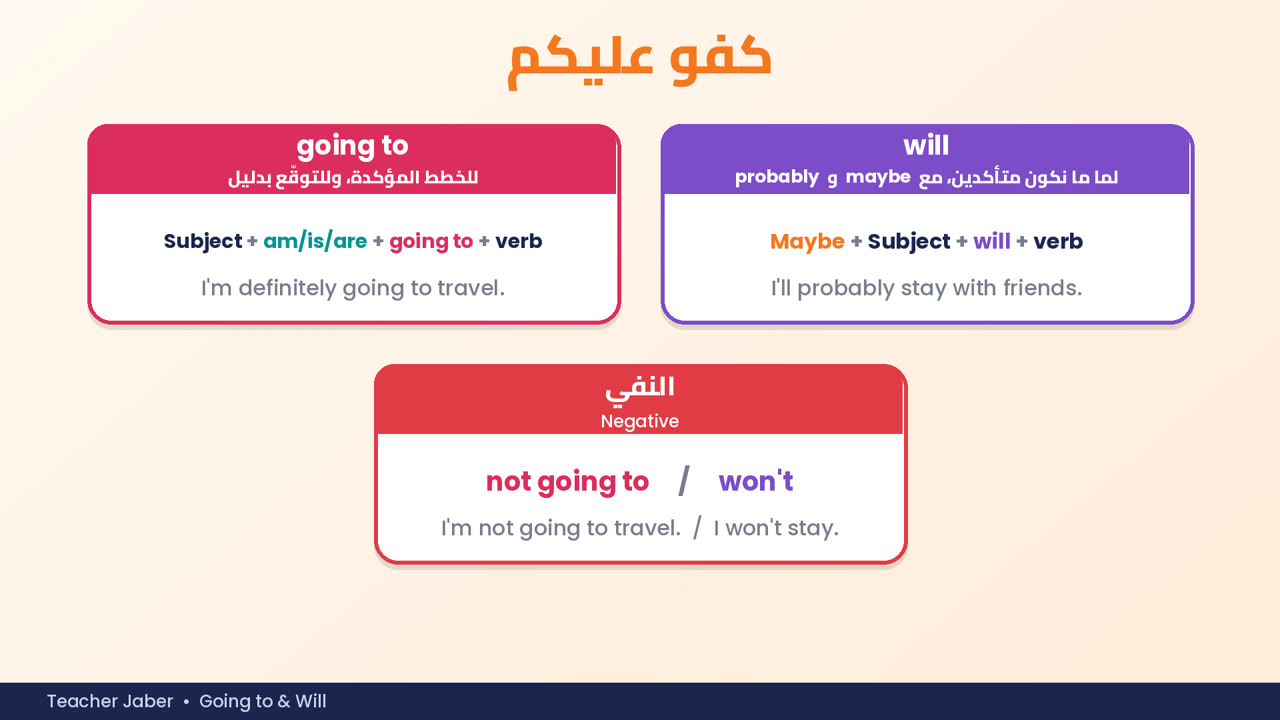 كفو عليكم
going to
للخطط المؤكدة، وللتوقّع بدليل
Subject + am/is/are + going to + verb
I'm definitely going to travel.
will
لما ما نكون متأكدين، مع maybe و probably
Maybe + Subject + will + verb
I'll probably stay with friends.
النفي
Negative
not going to / won't
I'm not going to travel. / I won't stay.
Teacher Jaber • Going to & Will